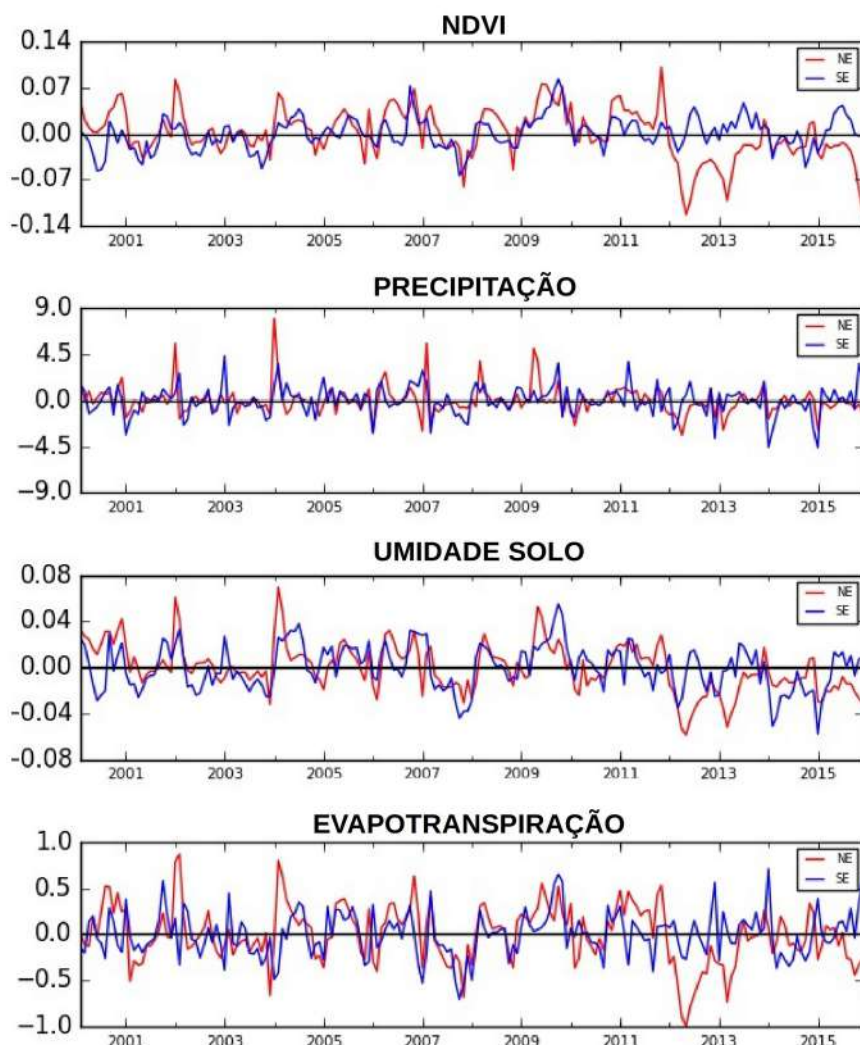 NDVI
0.14
0.07
0.00
-0.07
-0.14
NE
SE
2001 2003 2005 2007 2009 2011 2013 2015
PRECIPITAÇÃO
9.0
4.5
0.0
−4.5
−9.0
NE
SE
2001 2003 2005 2007 2009 2011 2013 2015
UMIDADE SOLO
0.08
0.04
0.00
-0.04
-0.08
NE
SE
2001 2003 2005 2007 2009 2011 2013 2015
EVAPOTRANSPIRAÇÃO
1.0
0.5
0.0
-0.5
-1.0
NE
SE
2001 2003 2005 2007 2009 2011 2013 2015